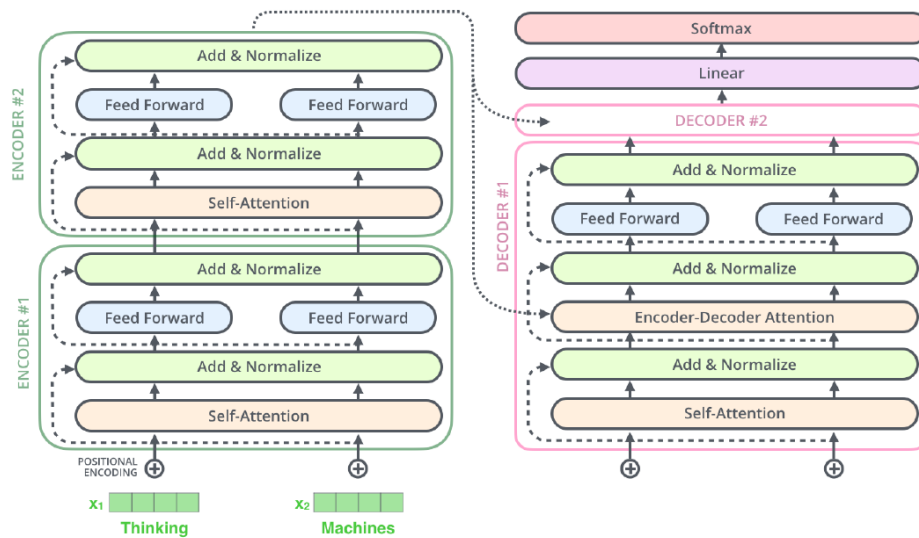 ENCODER #2
Add & Normalize
Feed Forward Feed Forward
Add & Normalize
Self-Attention
ENCODER #1
Add & Normalize
Feed Forward Feed Forward
Add & Normalize
Self-Attention
POSITIONAL
ENCODING
x₁ x₂
Thinking Machines
Softmax
Linear
DECODER #2
DECODER #1
Add & Normalize
Feed Forward Feed Forward
Add & Normalize
Encoder-Decoder Attention
Add & Normalize
Self-Attention